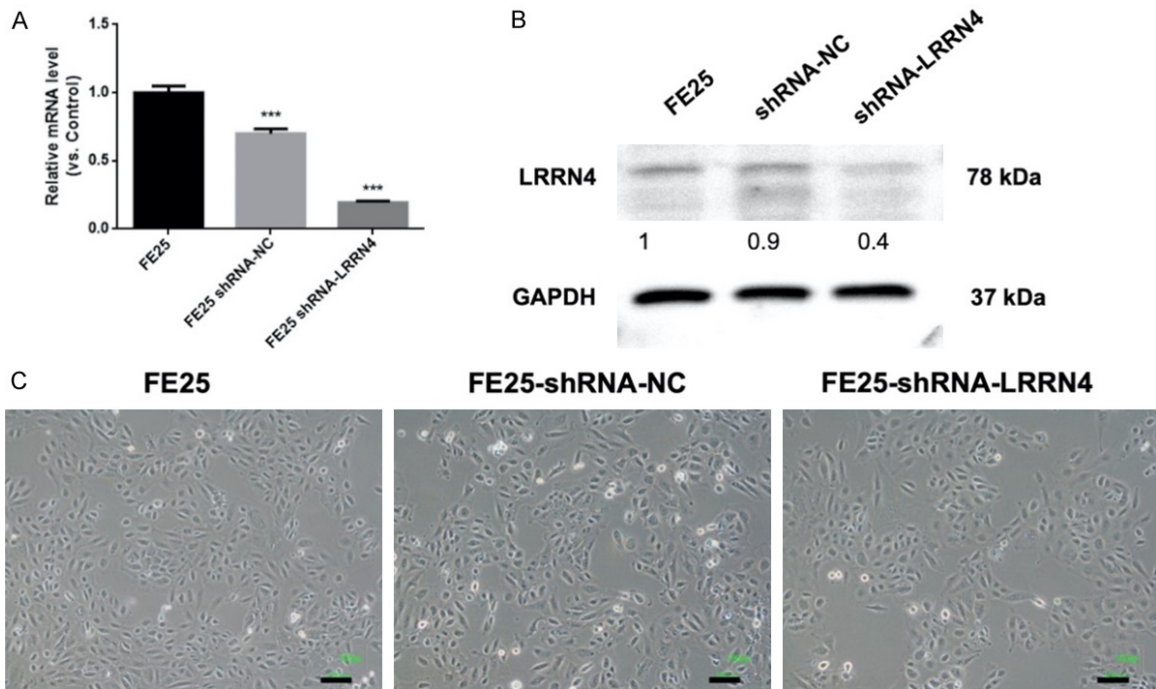 A
Relative mRNA level
(vs. Control)
1.5
1.0
0.5
0.0
***
***
FE25
FE25 shRNA-NC
FE25 shRNA-LRRN4
B
FE25
shRNA-NC
shRNA-LRRN4
LRRN4
78 kDa
1
0.9
0.4
GAPDH
37 kDa
C
FE25
FE25-shRNA-NC
FE25-shRNA-LRRN4